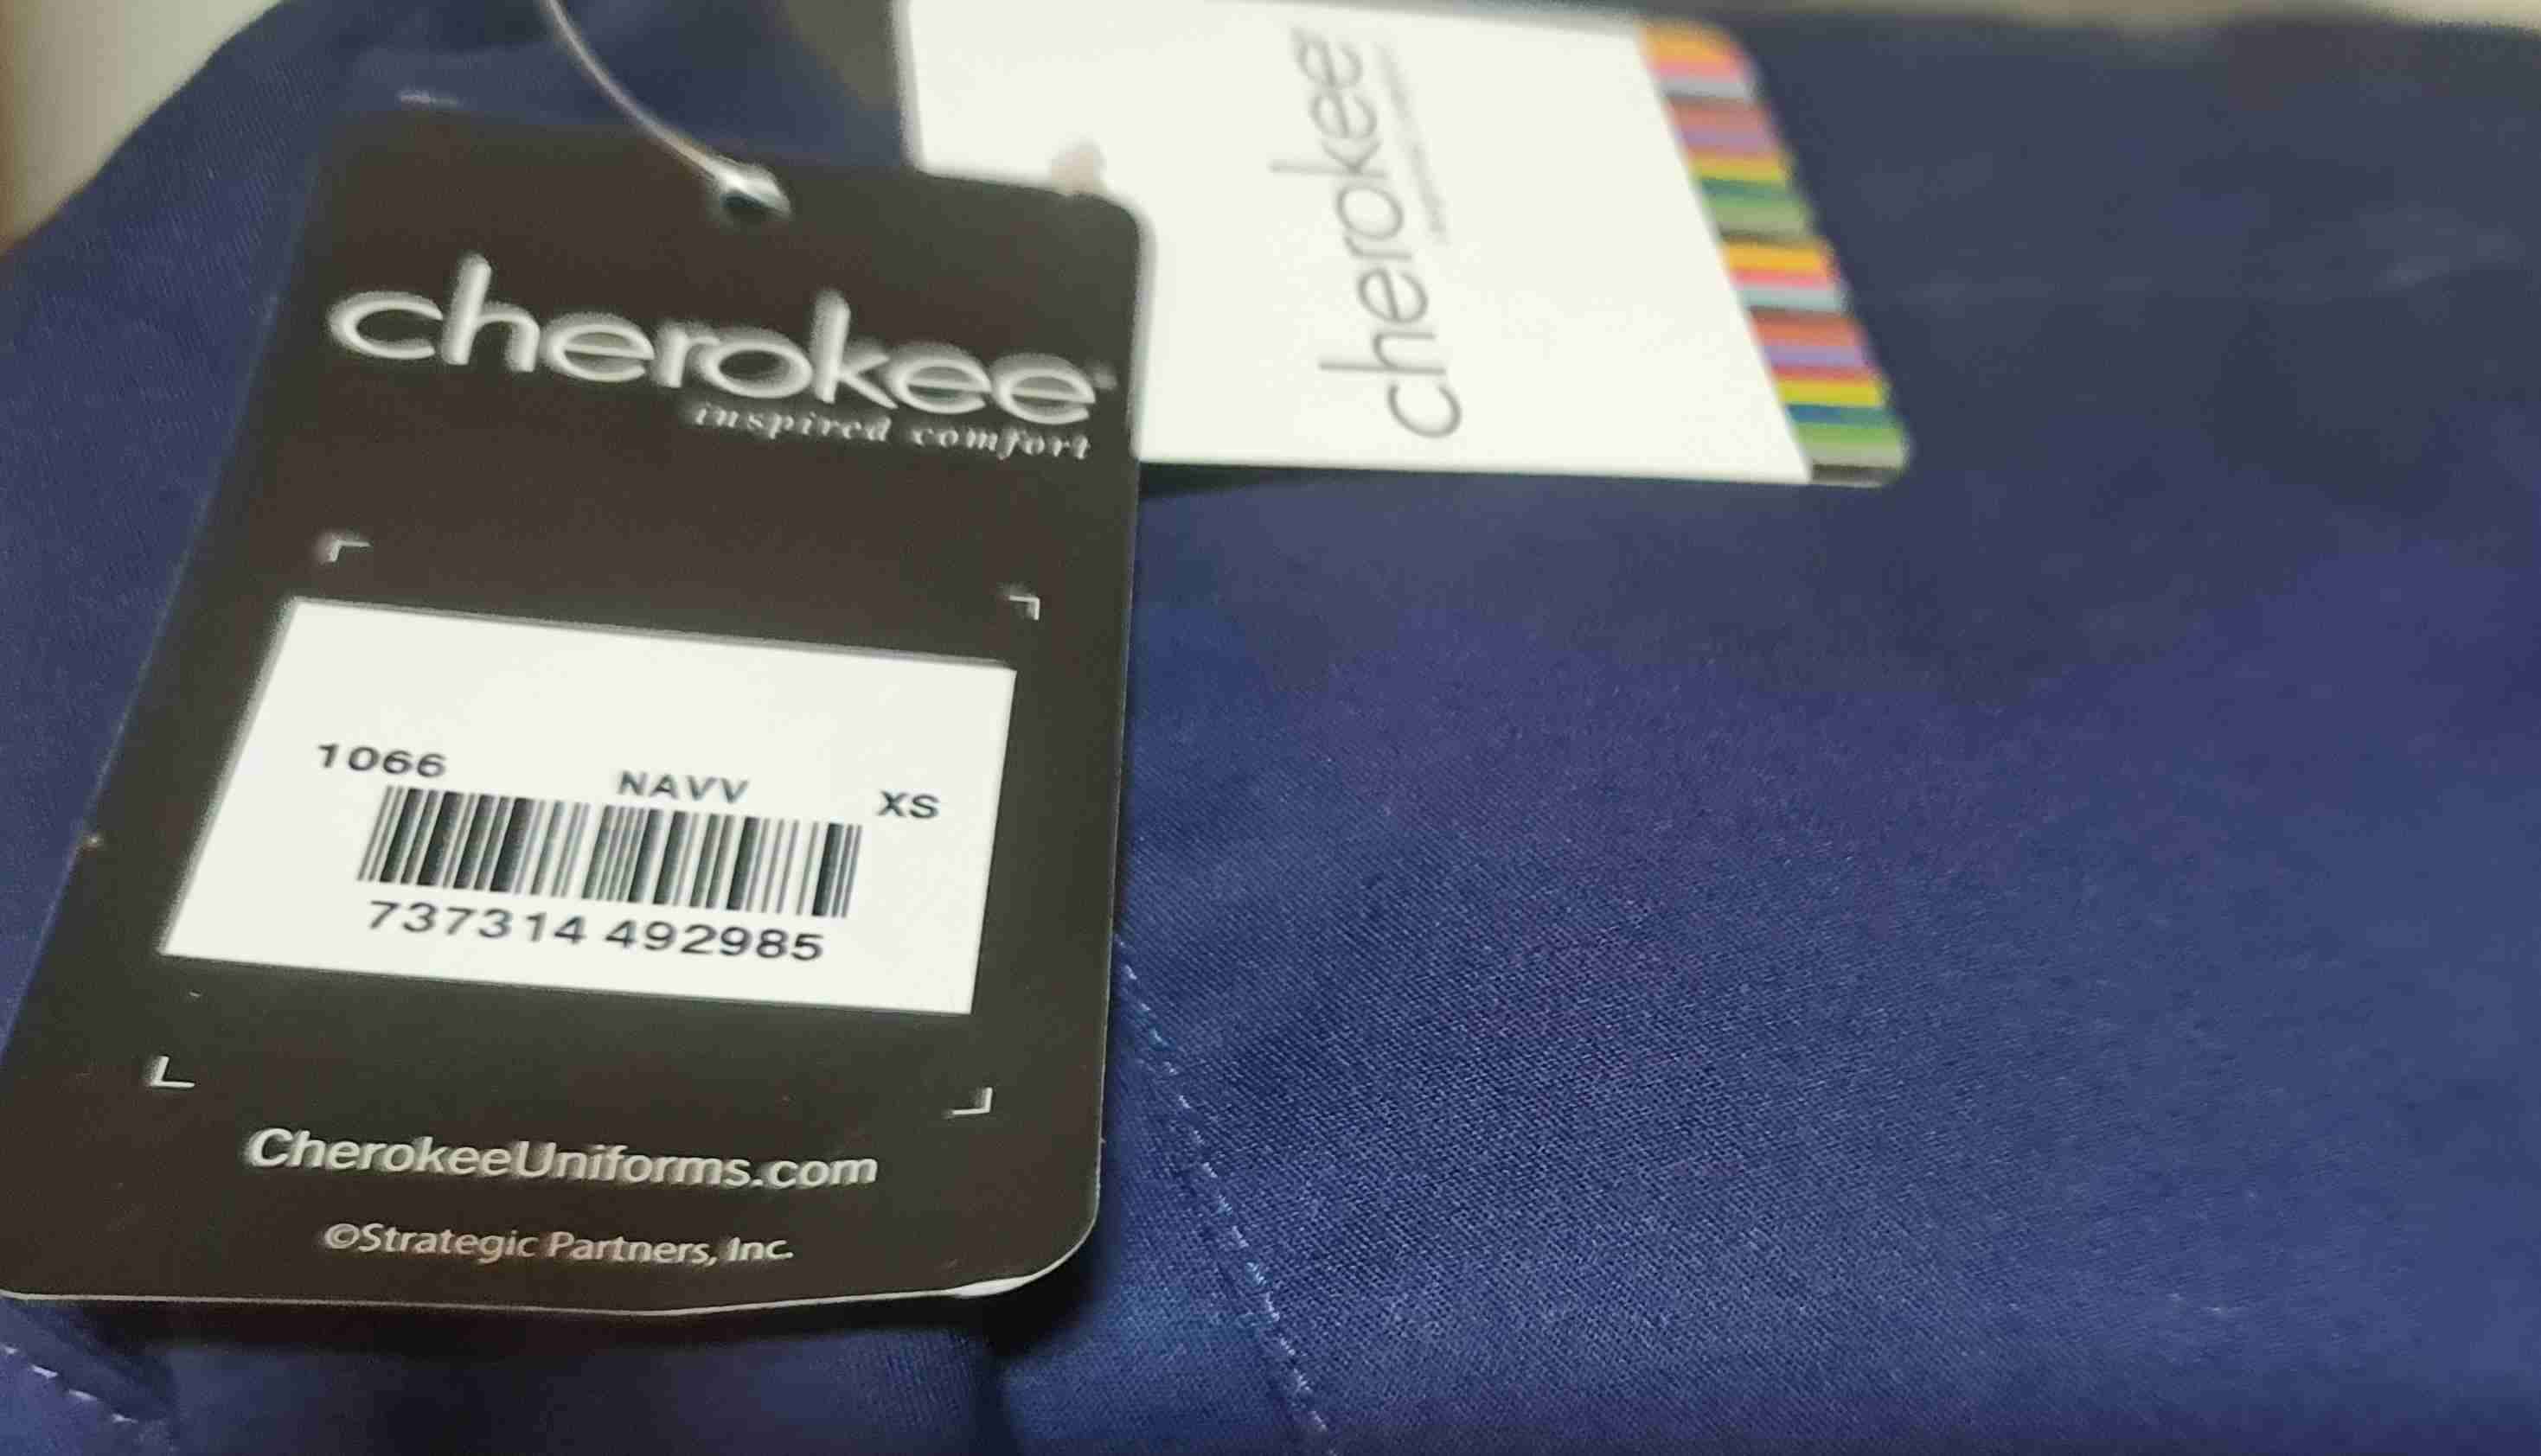 cherokee
inspired comfort
1066 NAVV XS
737314 492985
CherokeeUniforms.com
©Strategic Partners, Inc.
cherokee